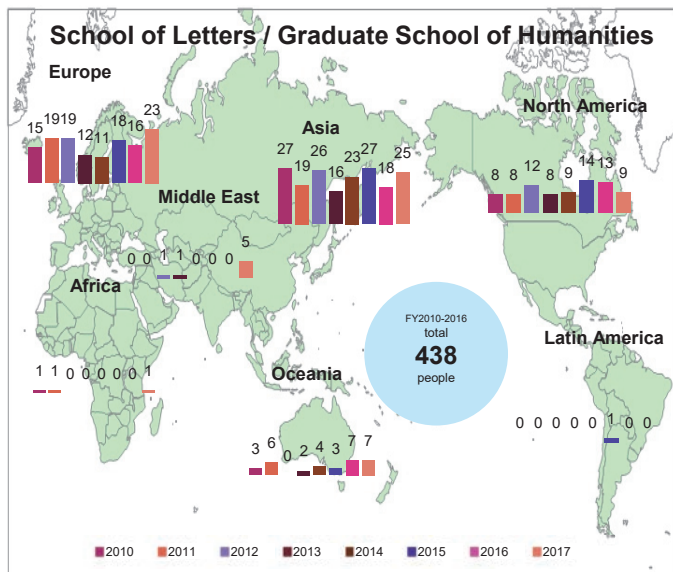 School of Letters / Graduate School of Humanities
Europe
15 19 19 12 11 18 16 23
Asia
27 19 26 16 23 27 18 25
North America
8 8 12 8 9 14 13 9
Middle East
0 0 1 1 0 0 0 5
Africa
1 1 0 0 0 0 0 1
FY2010-2016
total
438
people
Latin America
0 0 0 0 0 1 0 0
Oceania
3 6 0 2 4 3 7 7
2010 2011 2012 2013 2014 2015 2016 2017